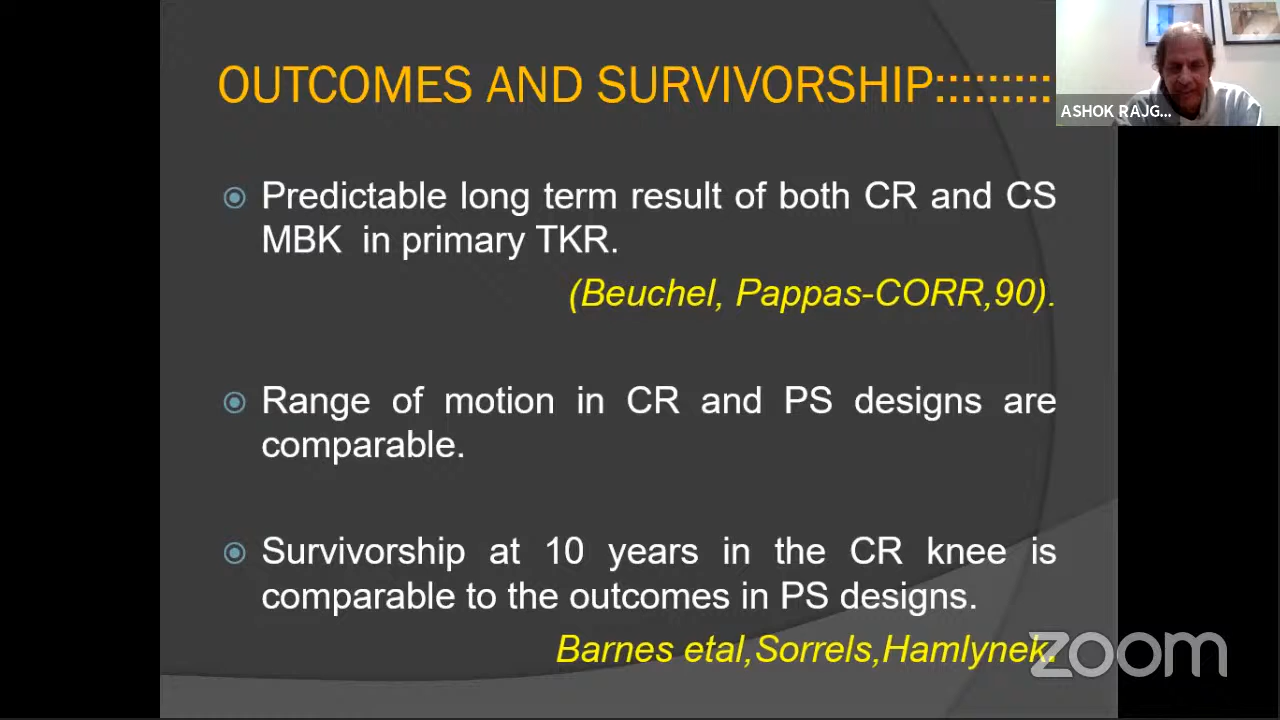 OUTCOMES AND SURVIVORSHIP:::::::::
ASHOK RAJG...
Predictable long term result of both CR and CS
MBK in primary TKR.
(Beuchel, Pappas-CORR,90).
Range of motion in CR and PS designs are
comparable.
Survivorship at 10 years in the CR knee is
comparable to the outcomes in PS designs.
Barnes etal,Sorrels,Hamlynek.
zoom